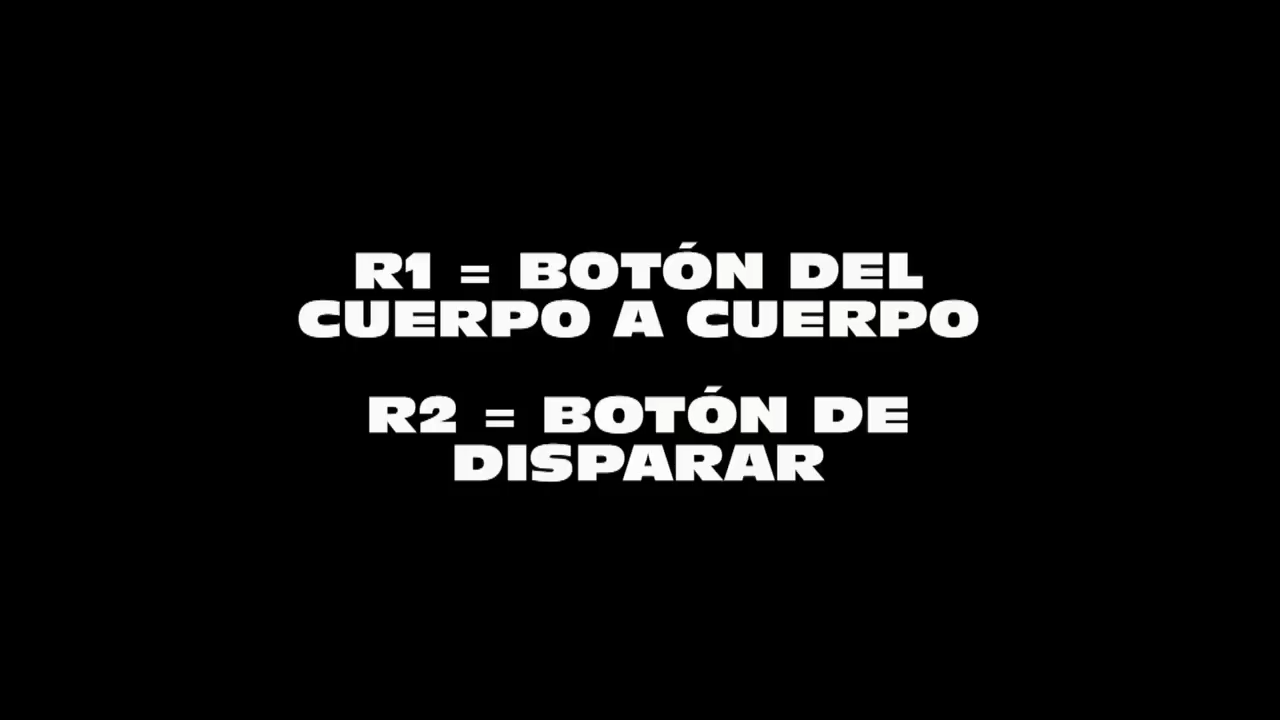 R1 = BOTÓN DEL
CUERPO A CUERPO
R2 = BOTÓN DE
DISPARAR